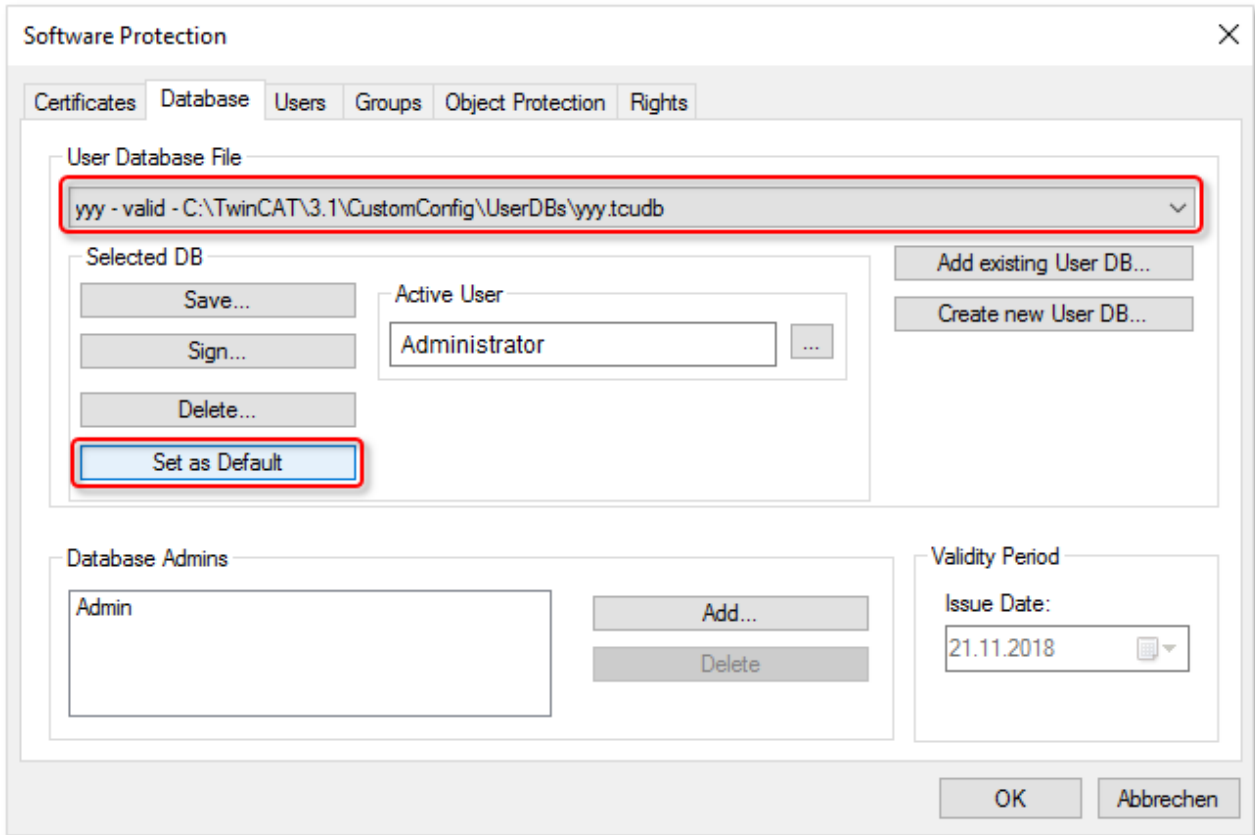 Software Protection
Certificates Database Users Groups Object Protection Rights
User Database File
yyy - valid - C:\TwinCAT\3.1\CustomConfig\UserDBs\yyy.tcudb
Selected DB
Save...
Sign...
Delete...
Set as Default
Active User
Administrator
...
Add existing User DB...
Create new User DB...
Database Admins
Admin
Add...
Delete
Validity Period
Issue Date:
21.11.2018
OK Abbrechen